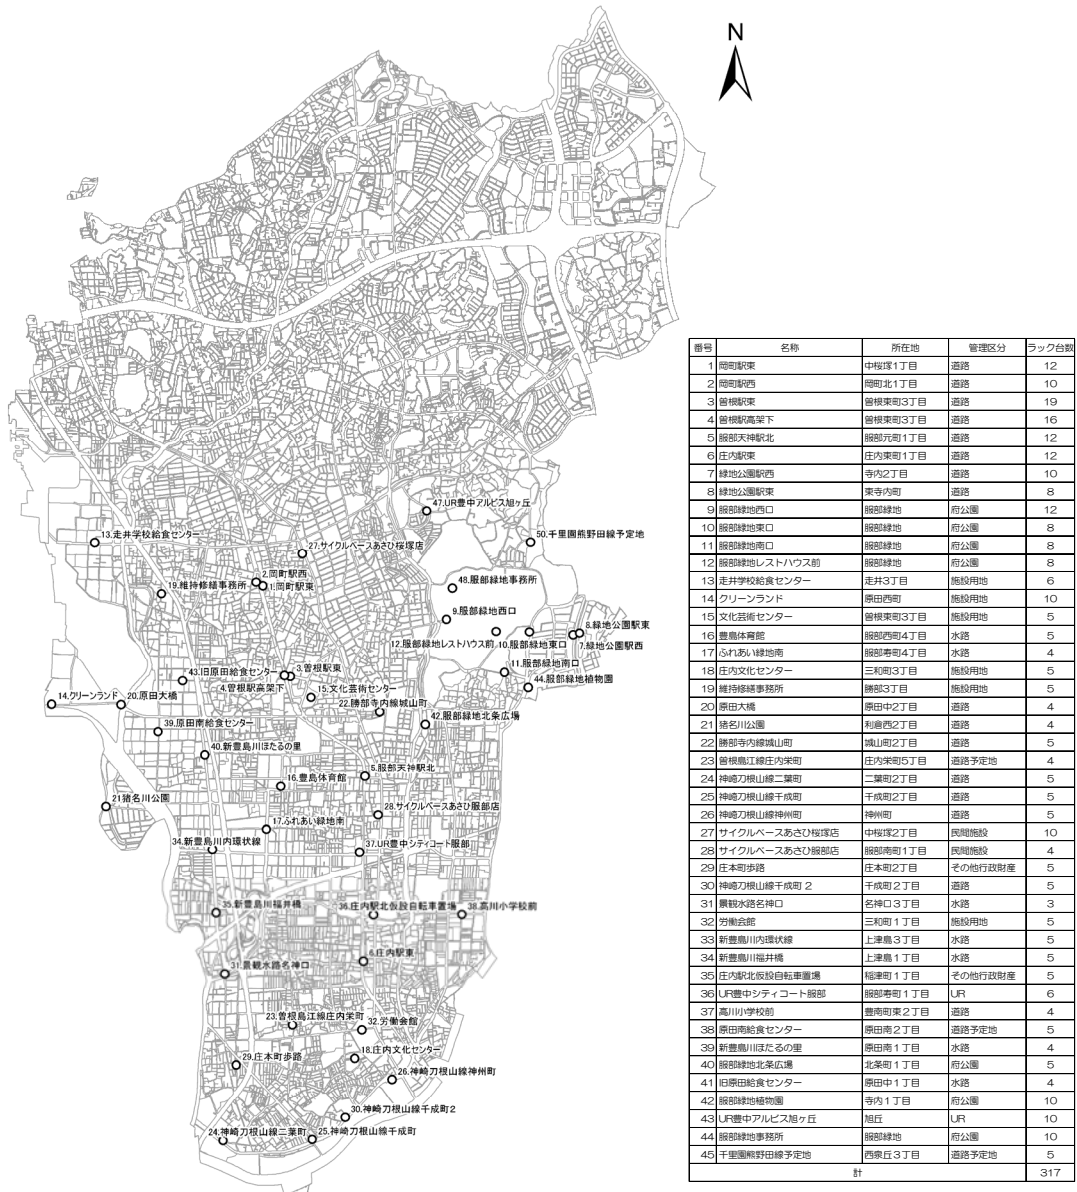 N
47.UR豊中アルビス旭ヶ丘
13.走井学校給食センター
50.千里園熊野田線予定地
27.サイクルベースあさひ桜塚店
2.岡町駅西
1.岡町駅東
19.維持修繕事務所
48.服部緑地事務所
9.服部緑地西口
8.緑地公園駅東
12.服部緑地レストハウス前
10.服部緑地東口
7.緑地公園駅西
11.服部緑地南口
43.旧原田給食センター
3.曽根駅東
4.曽根駅高架下
44.服部緑地植物園
15.文化芸術センター
14.クリーンランド
20.原田大橋
22.勝部寺内線城山町
42.服部緑地北条広場
39.原田南給食センター
40.新豊島川ほたるの里
5.服部天神駅北
16.豊島体育館
21猪名川公園
28.サイクルベースあさひ服部店
17.ふれあい緑地南
34.新豊島川内環状線
37.UR豊中シティコート服部
35.新豊島川福井橋
36.庄内駅北仮設自転車置場
38.高川小学校前
6.庄内駅東
31.景観水路名神口
23.曽根島江線庄内栄町
32.労働会館
18.庄内文化センター
29.庄本町歩路
26.神崎刀根山線神州町
30.神崎刀根山線千成町2
24.神崎刀根山線二葉町
25.神崎刀根山線千成町
番号 名称 所在地 管理区分 ラック台数
1 岡町駅東 中桜塚1丁目 道路 12
2 岡町駅西 岡町北1丁目 道路 10
3 曽根駅東 曽根東町3丁目 道路 19
4 曽根駅高架下 曽根東町3丁目 道路 16
5 服部天神駅北 服部元町1丁目 道路 12
6 庄内駅東 庄内東町1丁目 道路 12
7 緑地公園駅西 寺内2丁目 道路 10
8 緑地公園駅東 東寺内町 道路 8
9 服部緑地西口 服部緑地 府公園 12
10 服部緑地東口 服部緑地 府公園 8
11 服部緑地南口 服部緑地 府公園 8
12 服部緑地レストハウス前 服部緑地 府公園 8
13 走井学校給食センター 走井3丁目 施設用地 6
14 クリーンランド 原田西町 施設用地 10
15 文化芸術センター 曽根東町3丁目 施設用地 5
16 豊島体育館 服部西町4丁目 水路 5
17 ふれあい緑地南 服部寿町4丁目 水路 4
18 庄内文化センター 三和町3丁目 施設用地 5
19 維持修繕事務所 勝部3丁目 施設用地 5
20 原田大橋 原田中2丁目 道路 4
21 猪名川公園 利倉西2丁目 道路 4
22 勝部寺内線城山町 城山町2丁目 道路 5
23 曽根島江線庄内栄町 庄内栄町5丁目 道路予定地 4
24 神崎刀根山線二葉町 二葉町2丁目 道路 5
25 神崎刀根山線千成町 千成町2丁目 道路 5
26 神崎刀根山線神州町 神州町 道路 5
27 サイクルベースあさひ桜塚店 中桜塚2丁目 民間施設 10
28 サイクルベースあさひ服部店 服部南町1丁目 民間施設 4
29 庄本町歩路 庄本町2丁目 その他行政財産 5
30 神崎刀根山線千成町2 千成町2丁目 道路 5
31 景観水路名神口 名神口3丁目 水路 3
32 労働会館 三和町1丁目 施設用地 5
33 新豊島川内環状線 上津島3丁目 水路 5
34 新豊島川福井橋 上津島1丁目 水路 5
35 庄内駅北仮設自転車置場 稲津町1丁目 その他行政財産 5
36 UR豊中シティコート服部 服部寿町1丁目 UR 6
37 高川小学校前 豊南町東2丁目 道路 4
38 原田南給食センター 原田南2丁目 道路予定地 5
39 新豊島川ほたるの里 原田南1丁目 水路 4
40 服部緑地北条広場 北条町1丁目 府公園 5
41 旧原田給食センター 原田中1丁目 水路 4
42 服部緑地植物園 寺内1丁目 府公園 10
43 UR豊中アルビス旭ヶ丘 旭丘 UR 10
44 服部緑地事務所 服部緑地 府公園 10
45 千里園熊野田線予定地 西泉丘3丁目 道路予定地 5
計 317